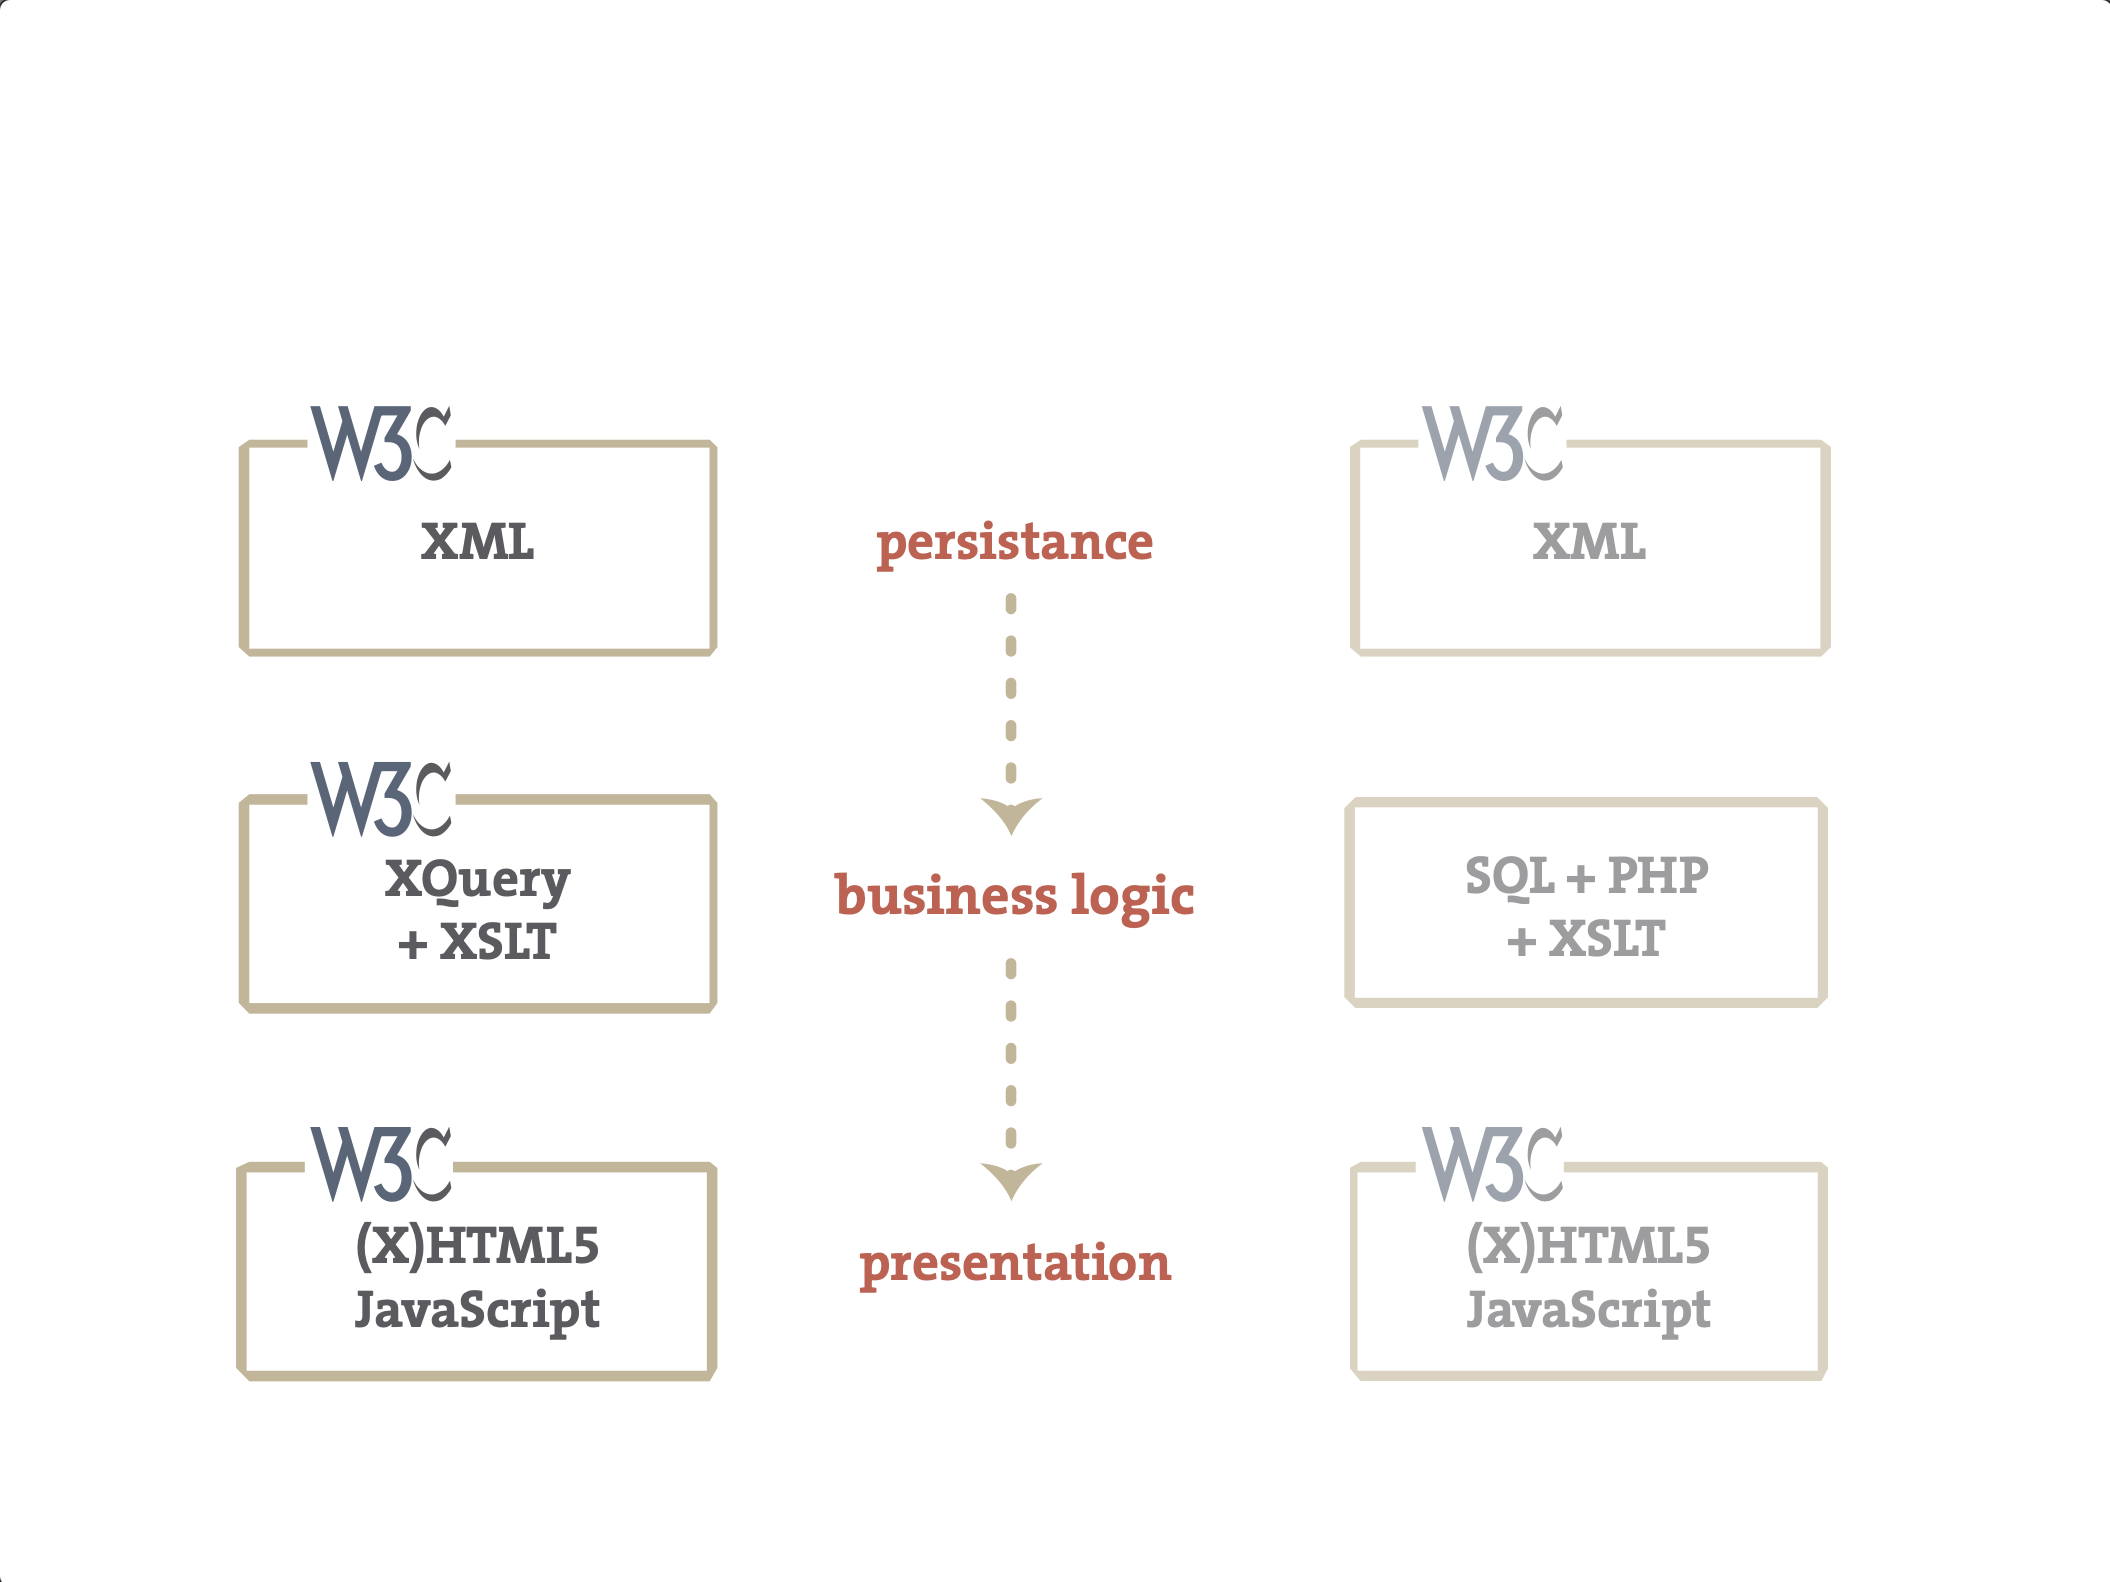 W3C
XML
W3C
XQuery
+ XSLT
W3C
(X)HTML5
JavaScript
persistance
business logic
presentation
W3C
XML
SQL + PHP
+ XSLT
W3C
(X)HTML5
JavaScript